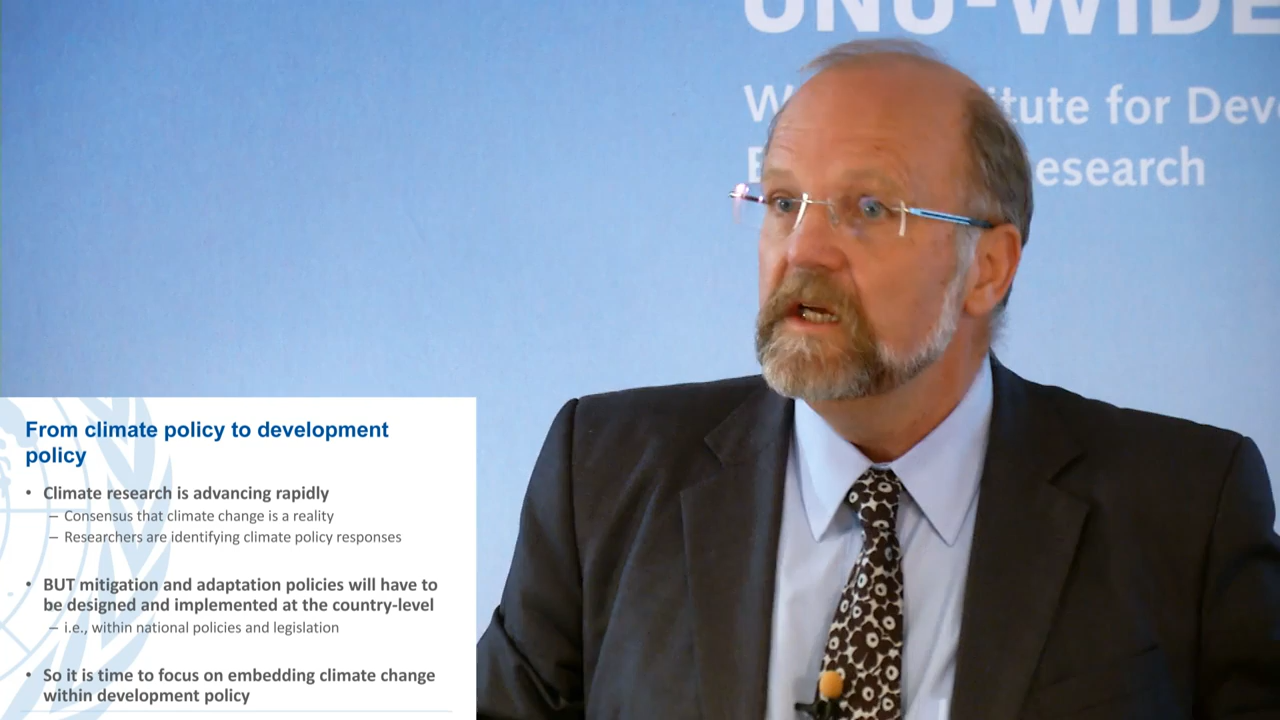 UNU-WIDE
tute for Dev
esearch
From climate policy to development
policy
• Climate research is advancing rapidly
– Consensus that climate change is a reality
– Researchers are identifying climate policy responses
• BUT mitigation and adaptation policies will have to
be designed and implemented at the country-level
– i.e., within national policies and legislation
• So it is time to focus on embedding climate change
within development policy